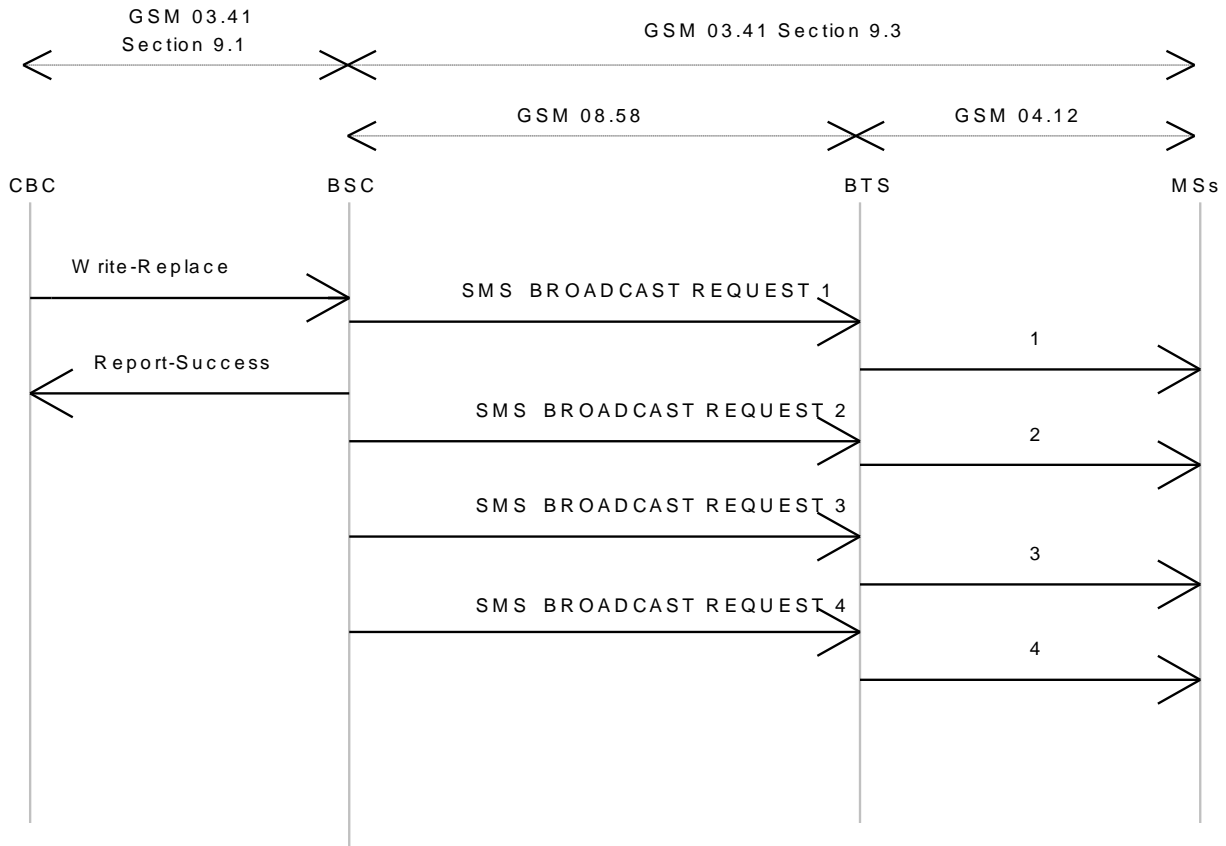 GSM 03.41
Section 9.1
GSM 03.41 Section 9.3
GSM 08.58
GSM 04.12
CBC
BSC
BTS
MSs
Write-Replace
SMS BROADCAST REQUEST 1
1
Report-Success
SMS BROADCAST REQUEST 2
2
SMS BROADCAST REQUEST 3
3
SMS BROADCAST REQUEST 4
4